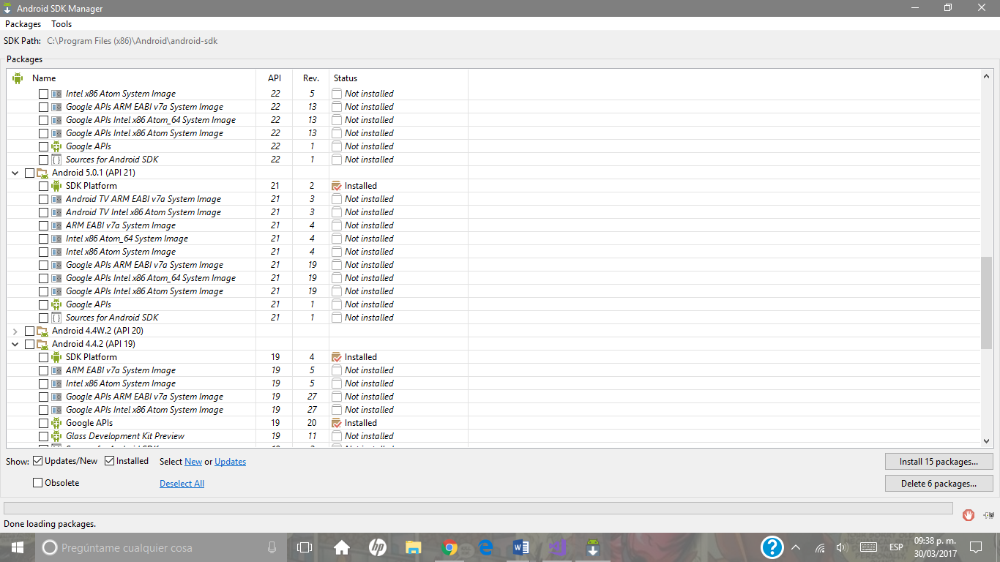 Android SDK Manager
Packages Tools
SDK Path: C:\Program Files (x86)\Android\android-sdk
Packages
Name API Rev. Status
Intel x86 Atom System Image 22 5 Not installed
Google APIs ARM EABI v7a System Image 22 13 Not installed
Google APIs Intel x86 Atom_64 System Image 22 13 Not installed
Google APIs Intel x86 Atom System Image 22 13 Not installed
Google APIs 22 1 Not installed
Sources for Android SDK 22 1 Not installed
Android 5.0.1 (API 21)
SDK Platform 21 2 Installed
Android TV ARM EABI v7a System Image 21 3 Not installed
Android TV Intel x86 Atom System Image 21 3 Not installed
ARM EABI v7a System Image 21 4 Not installed
Intel x86 Atom_64 System Image 21 4 Not installed
Intel x86 Atom System Image 21 4 Not installed
Google APIs ARM EABI v7a System Image 21 19 Not installed
Google APIs Intel x86 Atom_64 System Image 21 19 Not installed
Google APIs Intel x86 Atom System Image 21 19 Not installed
Google APIs 21 1 Not installed
Sources for Android SDK 21 1 Not installed
Android 4.4W.2 (API 20)
Android 4.4.2 (API 19)
SDK Platform 19 4 Installed
ARM EABI v7a System Image 19 5 Not installed
Intel x86 Atom System Image 19 5 Not installed
Google APIs ARM EABI v7a System Image 19 27 Not installed
Google APIs Intel x86 Atom System Image 19 27 Not installed
Google APIs 19 20 Installed
Glass Development Kit Preview 19 11 Not installed
Show: Updates/New Installed Select New or Updates Install 15 packages...
Obsolete Deselect All Delete 6 packages...
Done loading packages.
Pregúntame cualquier cosa
ESP
09:38 p. m.
30/03/2017